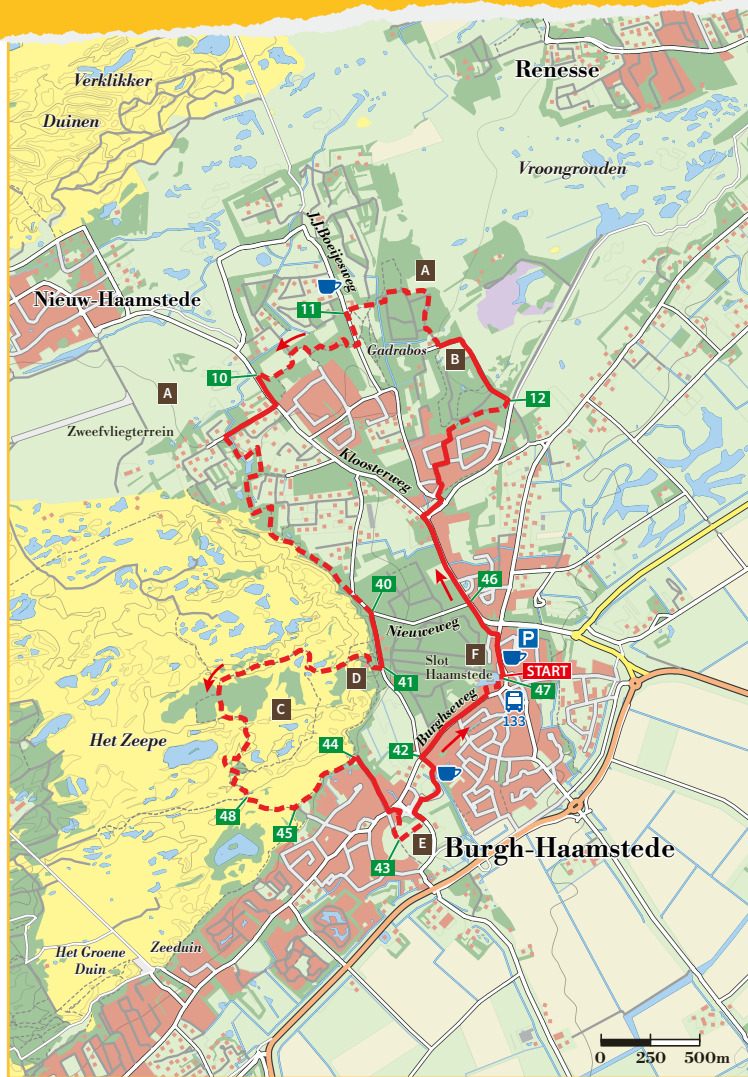 Renesse
Verklikker
Duinen
Vroongronden
J.J.Boeijesweg
A
Nieuw-Haamstede
11
Gadrabos
B
10
A
12
Zweefvliegterrein
Kloosterweg
40
46
Nieuweweg
P
F
Slot
Haamstede
START
D
41
47
C
Burghseweg
133
Het Zeepe
44
42
48
45
E
Burgh-Haamstede
43
Het Groene
Duin
Zeeduin
0 250 500m